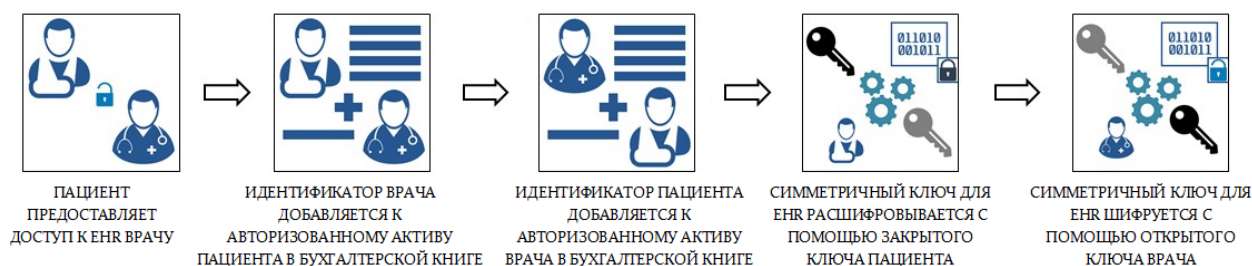 011010
001011
011010
001011
ПАЦИЕНТ
ПРЕДОСТАВЛЯЕТ
ДОСТУП К EHR ВРАЧУ
ИДЕНТИФИКАТОР ВРАЧА
ДОБАВЛЯЕТСЯ К
АВТОРИЗОВАННОМУ АКТИВУ
ПАЦИЕНТА В БУХГАЛТЕРСКОЙ КНИГЕ
ИДЕНТИФИКАТОР ПАЦИЕНТА
ДОБАВЛЯЕТСЯ К
АВТОРИЗОВАННОМУ АКТИВУ
ВРАЧА В БУХГАЛТЕРСКОЙ КНИГЕ
СИММЕТРИЧНЫЙ КЛЮЧ ДЛЯ
EHR РАСШИФРОВЫВАЕТСЯ С
ПОМОЩЬЮ ЗАКРЫТОГО
КЛЮЧА ПАЦИЕНТА
СИММЕТРИЧНЫЙ КЛЮЧ ДЛЯ
EHR ШИФРУЕТСЯ С
ПОМОЩЬЮ ОТКРЫТОГО
КЛЮЧА ВРАЧА